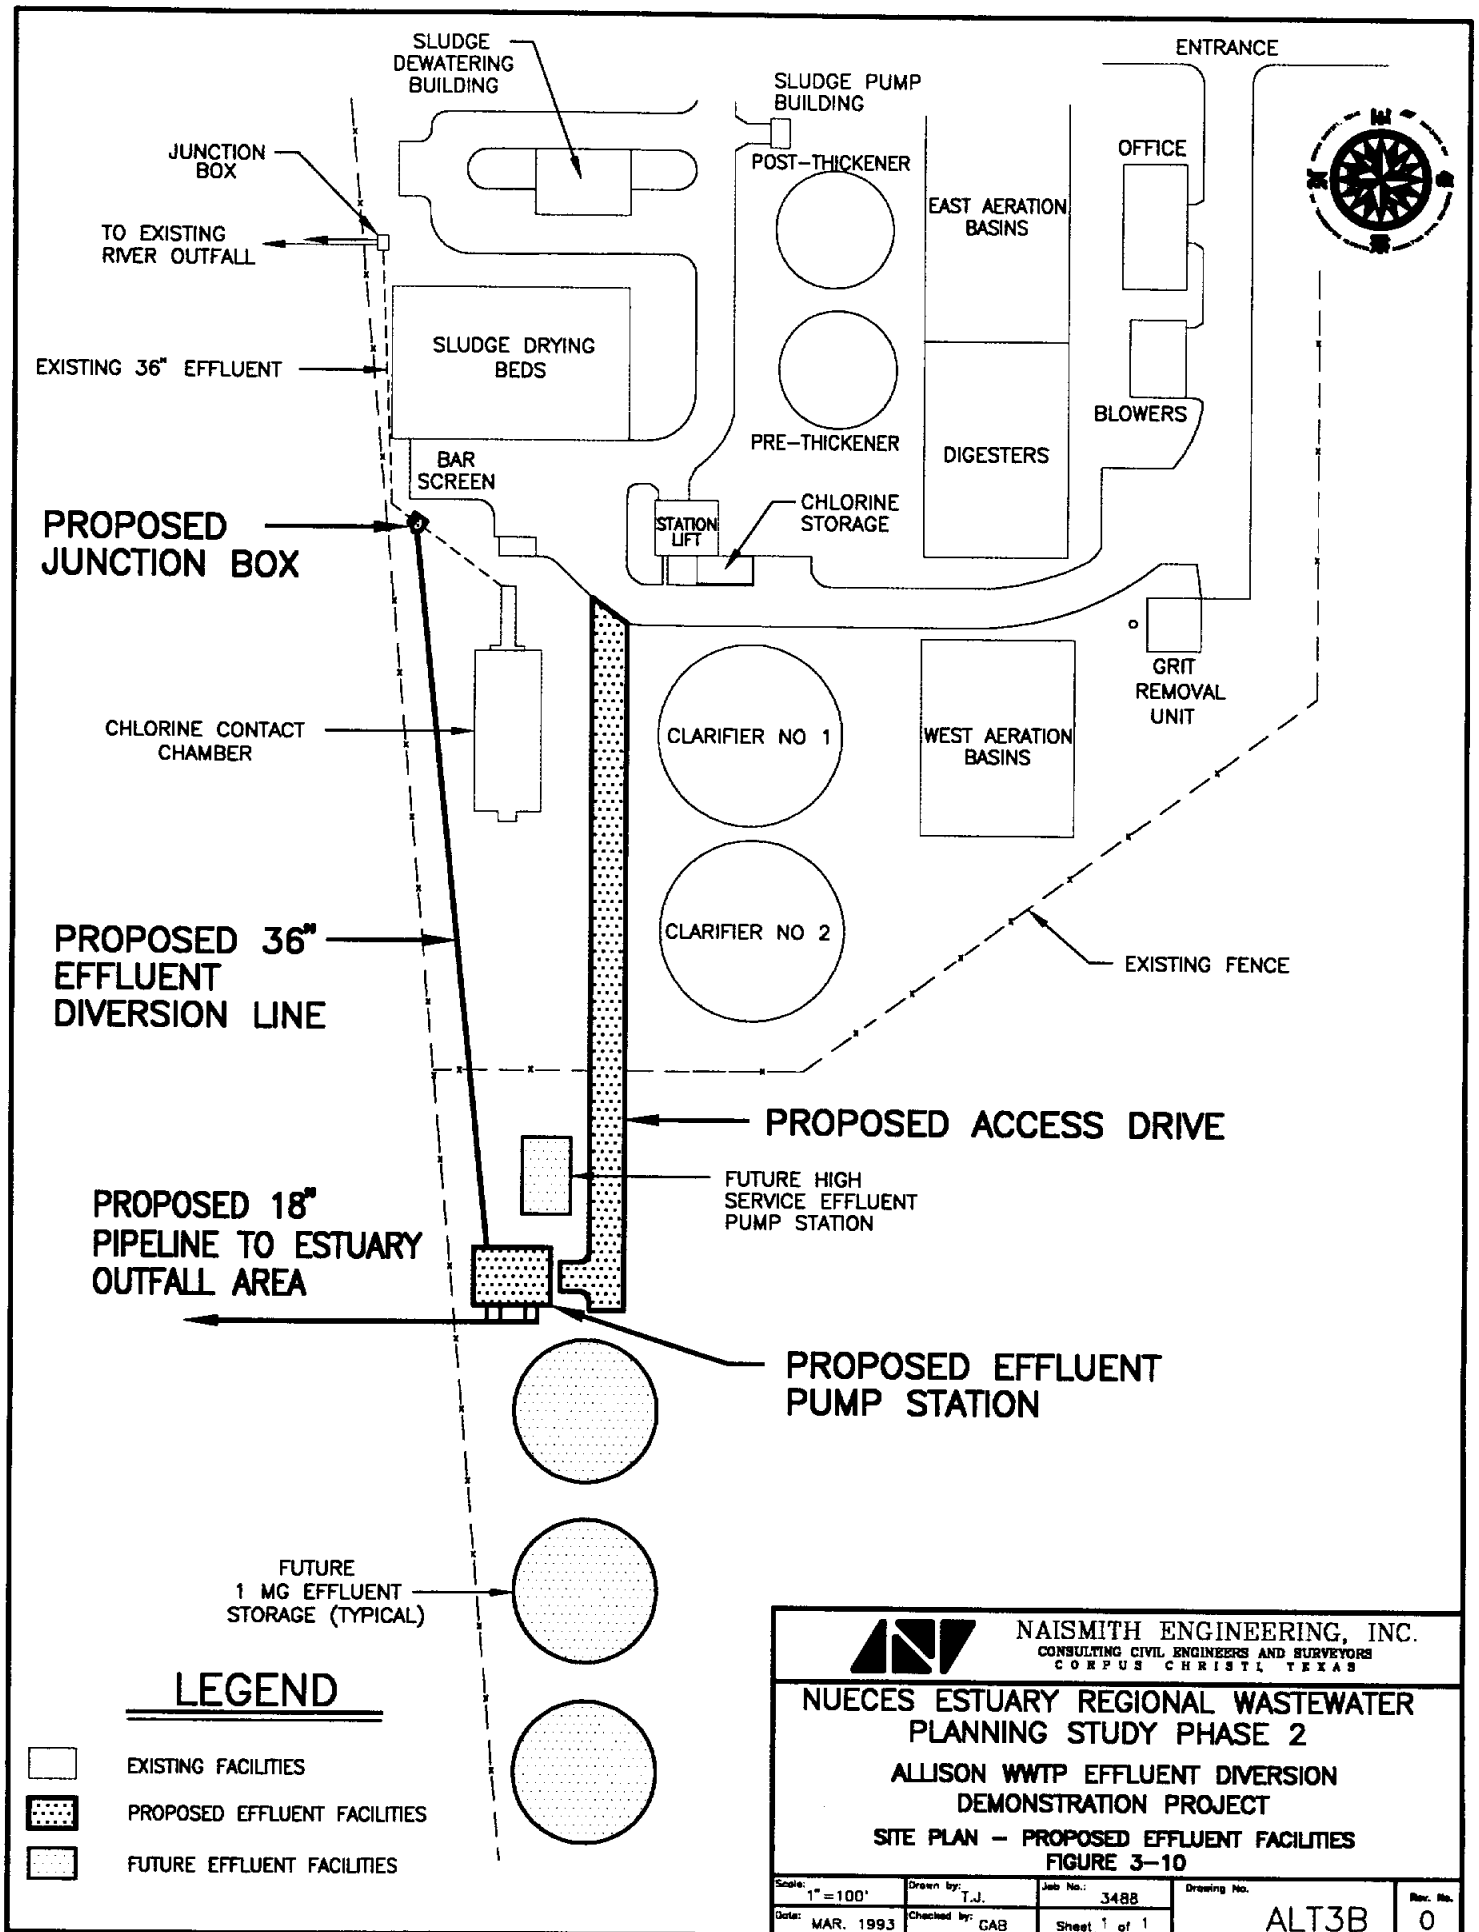 SLUDGE
DEWATERING
BUILDING
ENTRANCE
SLUDGE PUMP
BUILDING
JUNCTION
BOX
POST-THICKENER
OFFICE
EAST AERATION
BASINS
TO EXISTING
RIVER OUTFALL
SLUDGE DRYING
BEDS
EXISTING 36" EFFLUENT
BLOWERS
PRE-THICKENER
DIGESTERS
BAR
SCREEN
CHLORINE
STORAGE
STATION
LIFT
PROPOSED
JUNCTION BOX
GRIT
REMOVAL
UNIT
CHLORINE CONTACT
CHAMBER
CLARIFIER NO 1
WEST AERATION
BASINS
PROPOSED 36"
EFFLUENT
DIVERSION LINE
CLARIFIER NO 2
EXISTING FENCE
PROPOSED ACCESS DRIVE
FUTURE HIGH
SERVICE EFFLUENT
PUMP STATION
PROPOSED 18"
PIPELINE TO ESTUARY
OUTFALL AREA
PROPOSED EFFLUENT
PUMP STATION
FUTURE
1 MG EFFLUENT
STORAGE (TYPICAL)
LEGEND
EXISTING FACILITIES
PROPOSED EFFLUENT FACILITIES
FUTURE EFFLUENT FACILITIES
NAISMITH ENGINEERING, INC.
CONSULTING CIVIL ENGINEERS AND SURVEYORS
CORPUS CHRISTI, TEXAS
NUECES ESTUARY REGIONAL WASTEWATER
PLANNING STUDY PHASE 2
ALLISON WWTP EFFLUENT DIVERSION
DEMONSTRATION PROJECT
SITE PLAN – PROPOSED EFFLUENT FACILITIES
FIGURE 3-10
Scale: 1"=100'
Drawn by: T.J.
Job No.: 3488
Drawing No. ALT3B
Rev. No. 0
Date: MAR. 1993
Checked by: GAB
Sheet 1 of 1